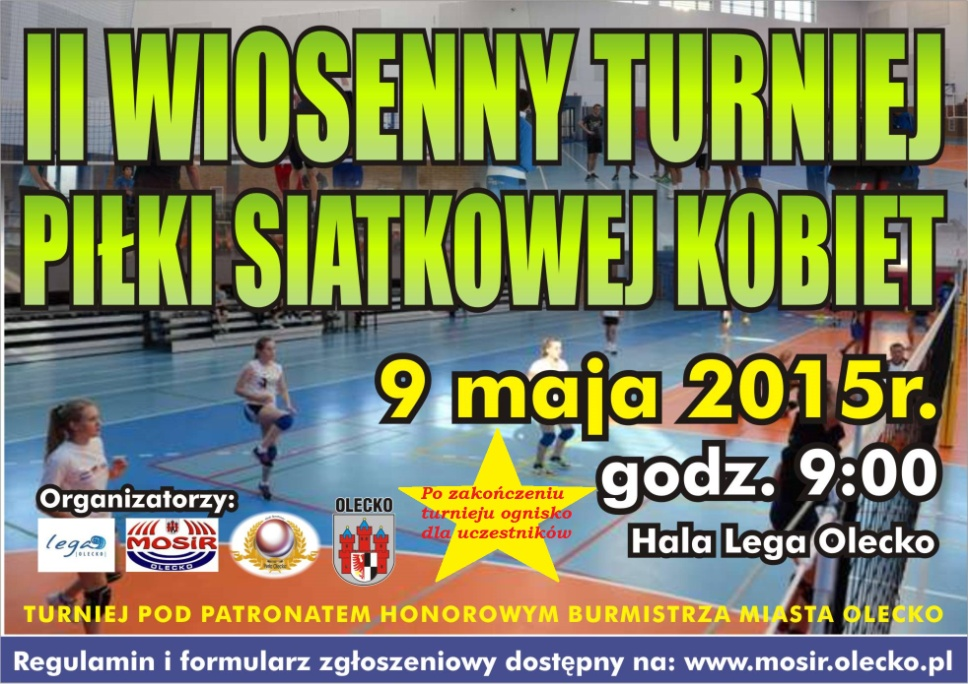 II WIOSENNY TURNIEJ
PIŁKI SIATKOWEJ KOBIET
9 maja 2015r.
godz. 9:00
Hala Lega Olecko
Organizatorzy:
lega
OLECKO
MOSiR
OLECKO
OLECKO
Po zakończeniu
turnieju ognisko
dla uczestników
TURNIEJ POD PATRONATEM HONOROWYM BURMISTRZA MIASTA OLECKO
Regulamin i formularz zgłoszeniowy dostępny na: www.mosir.olecko.pl